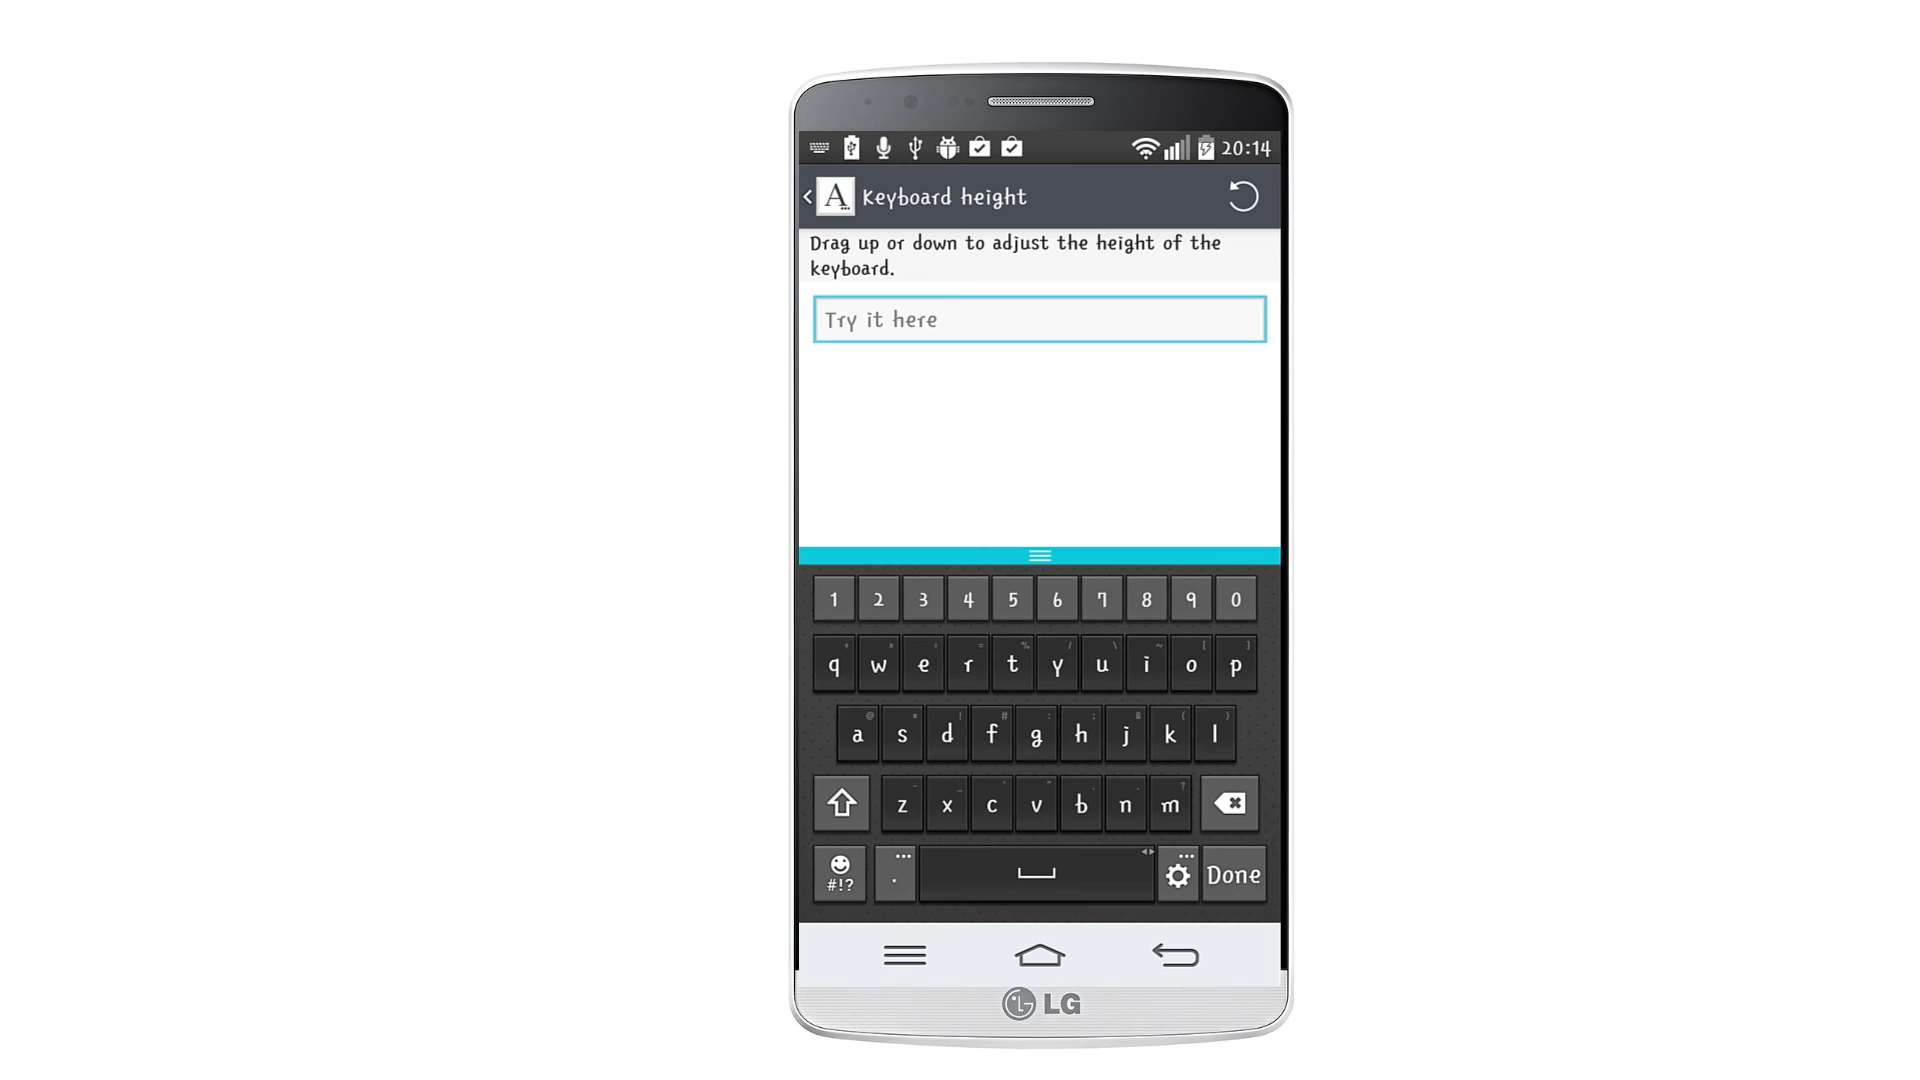 20:14
A
Keyboard height
Drag up or down to adjust the height of the
keyboard.
Try it here
1 2 3 4 5 6 7 8 9 0
q w e r t y u i o p
a s d f g h j k l
z x c v b n m
#!? . Done
LG